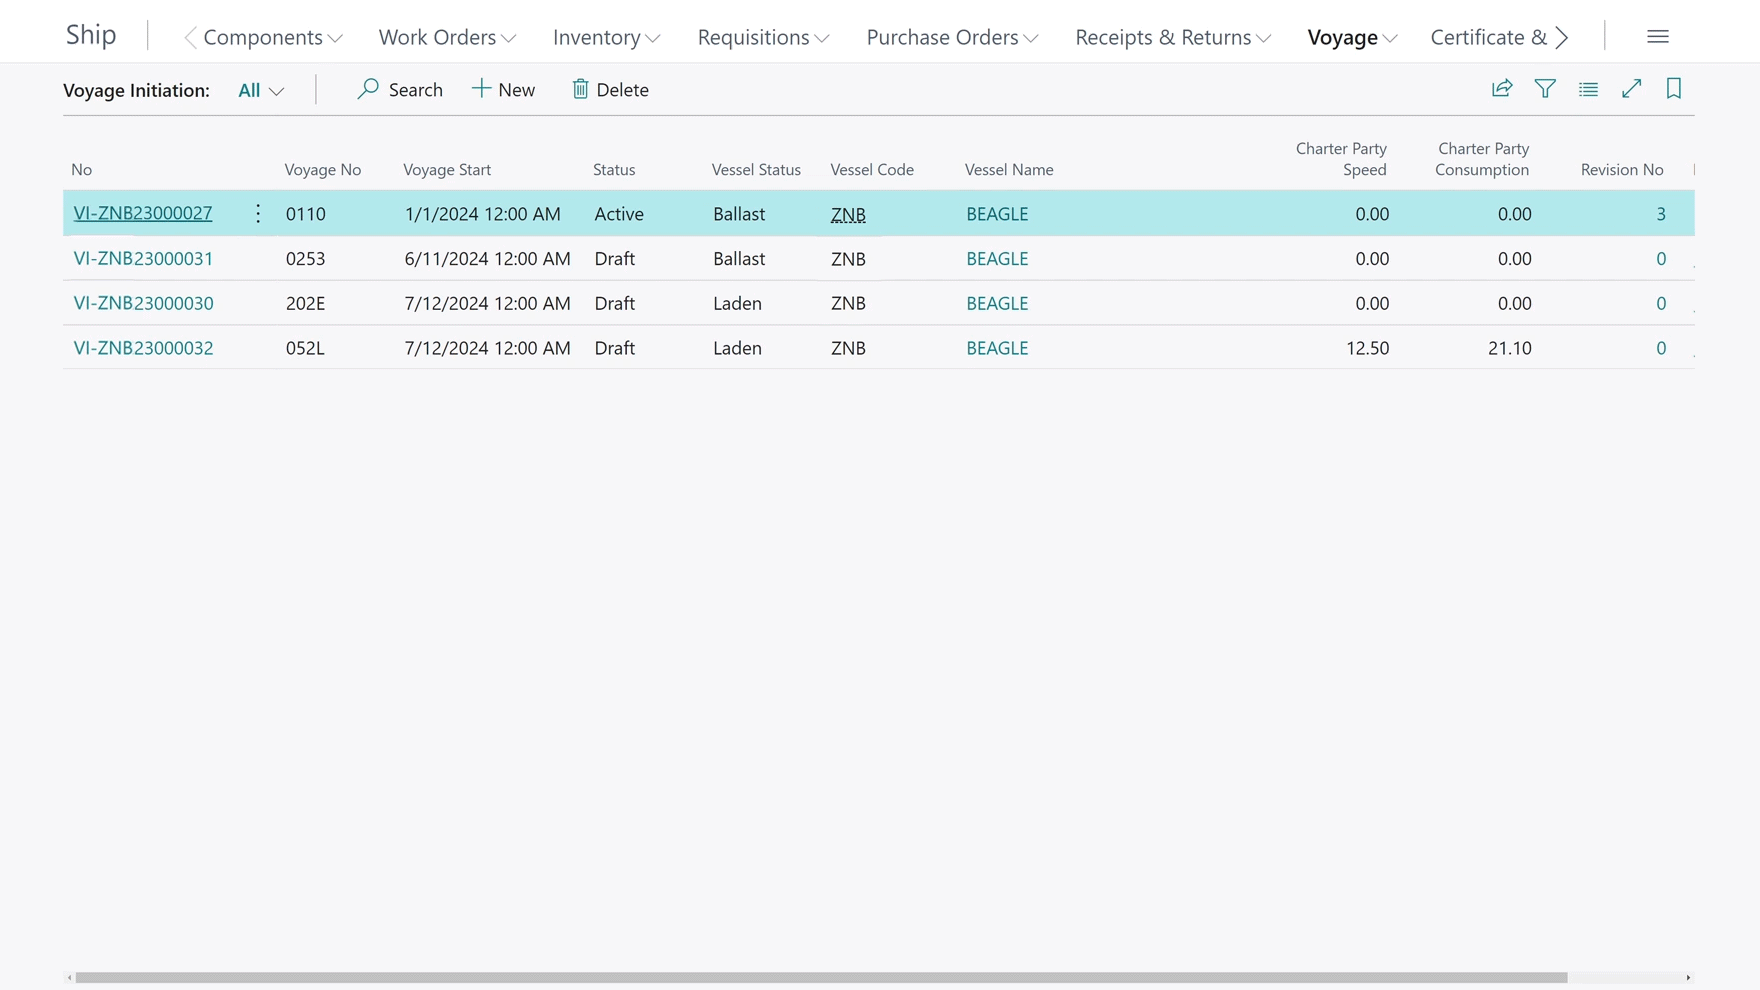 Ship Components Work Orders Inventory Requisitions Purchase Orders Receipts & Returns Voyage Certificate &
Voyage Initiation: All Search New Delete
No Voyage No Voyage Start Status Vessel Status Vessel Code Vessel Name Charter Party Speed Charter Party Consumption Revision No
VI-ZNB23000027 0110 1/1/2024 12:00 AM Active Ballast ZNB BEAGLE 0.00 0.00 3
VI-ZNB23000031 0253 6/11/2024 12:00 AM Draft Ballast ZNB BEAGLE 0.00 0.00 0
VI-ZNB23000030 202E 7/12/2024 12:00 AM Draft Laden ZNB BEAGLE 0.00 0.00 0
VI-ZNB23000032 052L 7/12/2024 12:00 AM Draft Laden ZNB BEAGLE 12.50 21.10 0